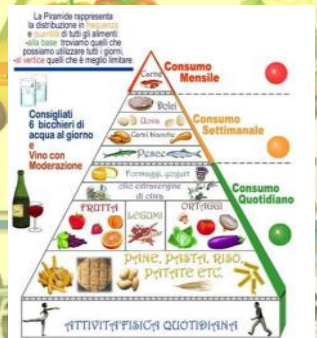 La Piramide rappresenta
la distribuzione in frequenza
e quantità di tutti gli alimenti:
-alla base troviamo quelli che
possiamo utilizzare tutti i giorni,
-al vertice quelli che è meglio limitare.
Consigliati
6 bicchieri di
acqua al giorno
e
Vino con
Moderazione
Carne
Consumo
Mensile
Dolci
Uova
Carni bianche
Pesce
Consumo
Settimanale
Formaggi, yogurt
olio extravergine
di oliva
Consumo
Quotidiano
FRUTTA
LEGUMI
ORTAGGI
PANE, PASTA, RISO,
PATATE ETC.
ATTIVITA' FISICA QUOTIDIANA